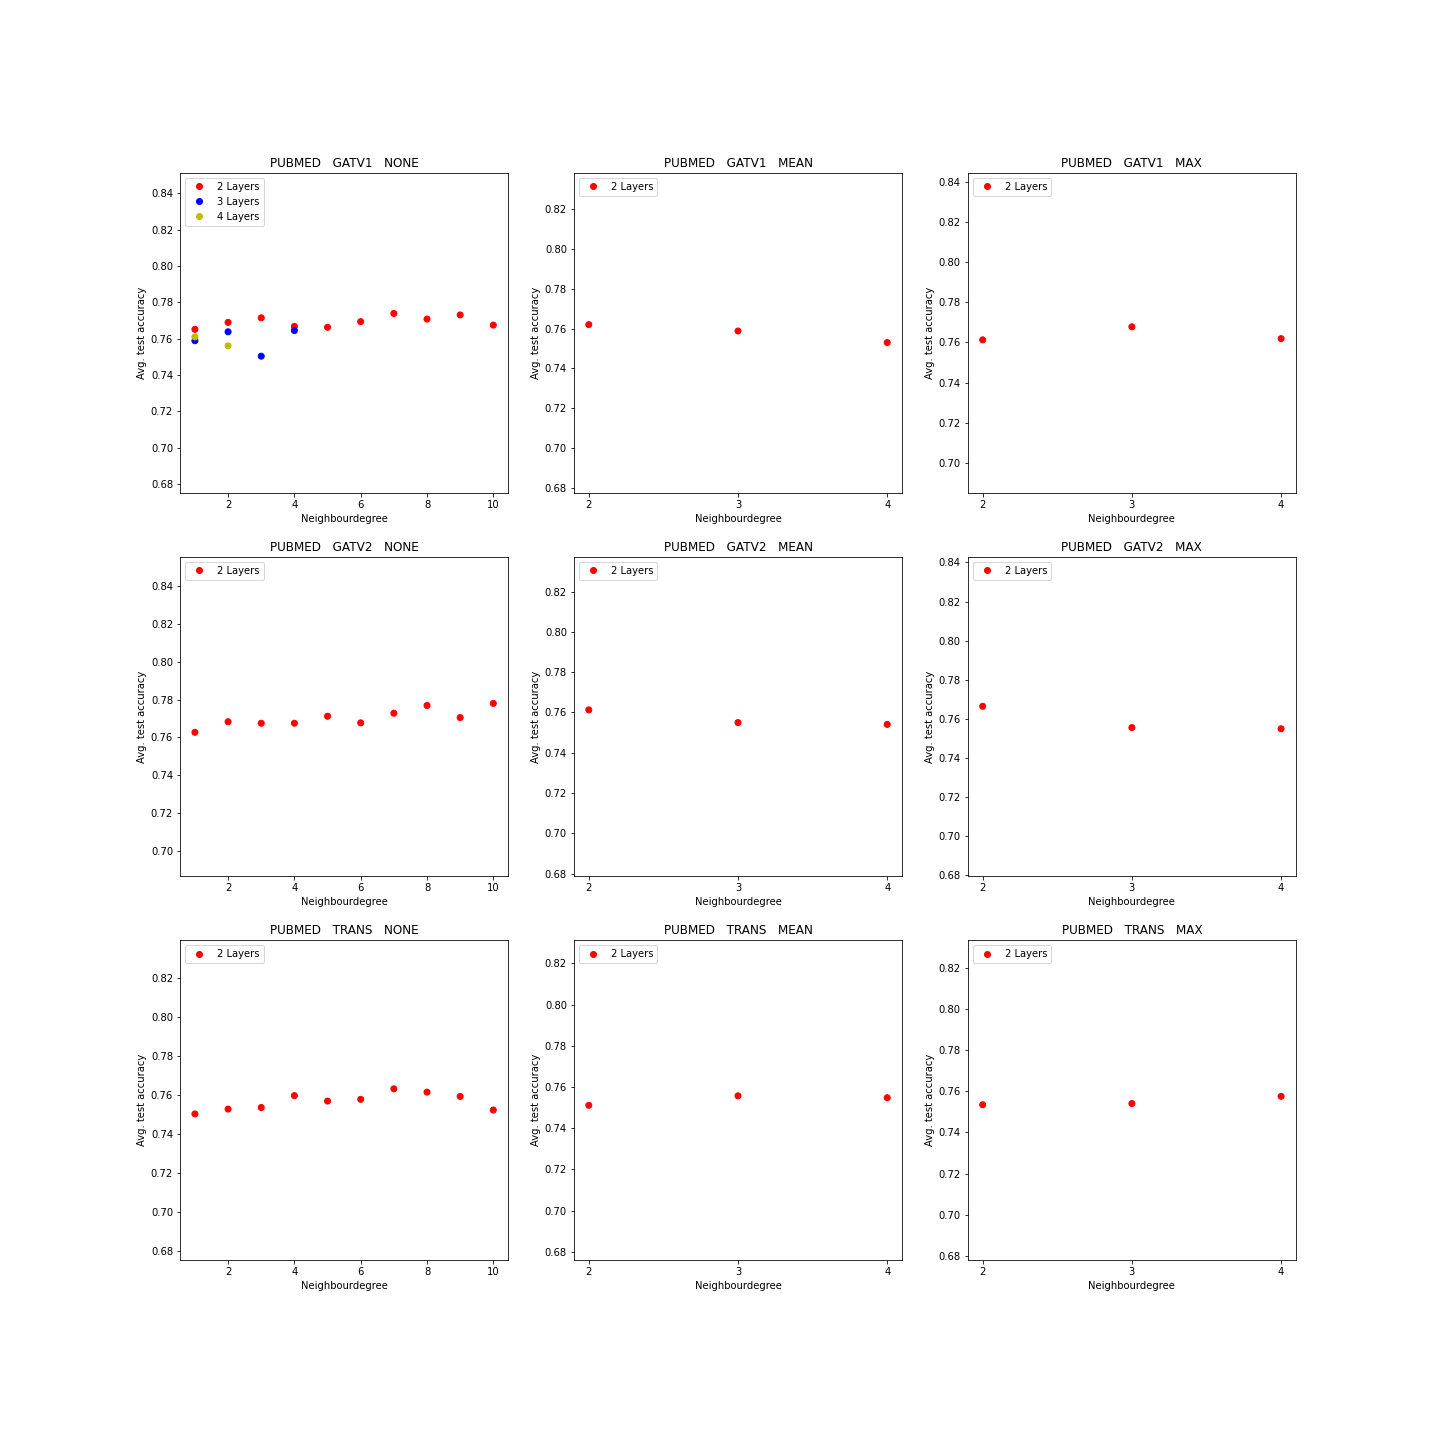 PUBMED   GATV1   NONE
2 Layers
3 Layers
4 Layers
0.84
0.82
0.80
0.78
0.76
0.74
0.72
0.70
0.68
Avg. test accuracy
2 4 6 8 10
Neighbourdegree
PUBMED   GATV1   MEAN
2 Layers
0.82
0.80
0.78
0.76
0.74
0.72
0.70
0.68
Avg. test accuracy
2 3 4
Neighbourdegree
PUBMED   GATV1   MAX
2 Layers
0.84
0.82
0.80
0.78
0.76
0.74
0.72
0.70
Avg. test accuracy
2 3 4
Neighbourdegree
PUBMED   GATV2   NONE
2 Layers
0.84
0.82
0.80
0.78
0.76
0.74
0.72
0.70
Avg. test accuracy
2 4 6 8 10
Neighbourdegree
PUBMED   GATV2   MEAN
2 Layers
0.82
0.80
0.78
0.76
0.74
0.72
0.70
0.68
Avg. test accuracy
2 3 4
Neighbourdegree
PUBMED   GATV2   MAX
2 Layers
0.84
0.82
0.80
0.78
0.76
0.74
0.72
0.70
0.68
Avg. test accuracy
2 3 4
Neighbourdegree
PUBMED   TRANS   NONE
2 Layers
0.82
0.80
0.78
0.76
0.74
0.72
0.70
0.68
Avg. test accuracy
2 4 6 8 10
Neighbourdegree
PUBMED   TRANS   MEAN
2 Layers
0.82
0.80
0.78
0.76
0.74
0.72
0.70
0.68
Avg. test accuracy
2 3 4
Neighbourdegree
PUBMED   TRANS   MAX
2 Layers
0.82
0.80
0.78
0.76
0.74
0.72
0.70
0.68
Avg. test accuracy
2 3 4
Neighbourdegree